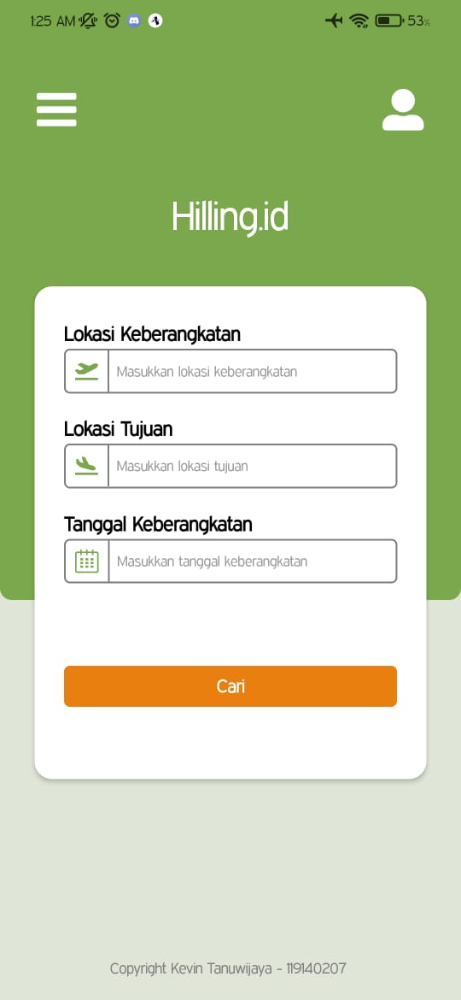 1:25 AM 53%
Hilling.id
Lokasi Keberangkatan
Masukkan lokasi keberangkatan
Lokasi Tujuan
Masukkan lokasi tujuan
Tanggal Keberangkatan
Masukkan tanggal keberangkatan
Cari
Copyright Kevin Tanuwijaya - 119140207